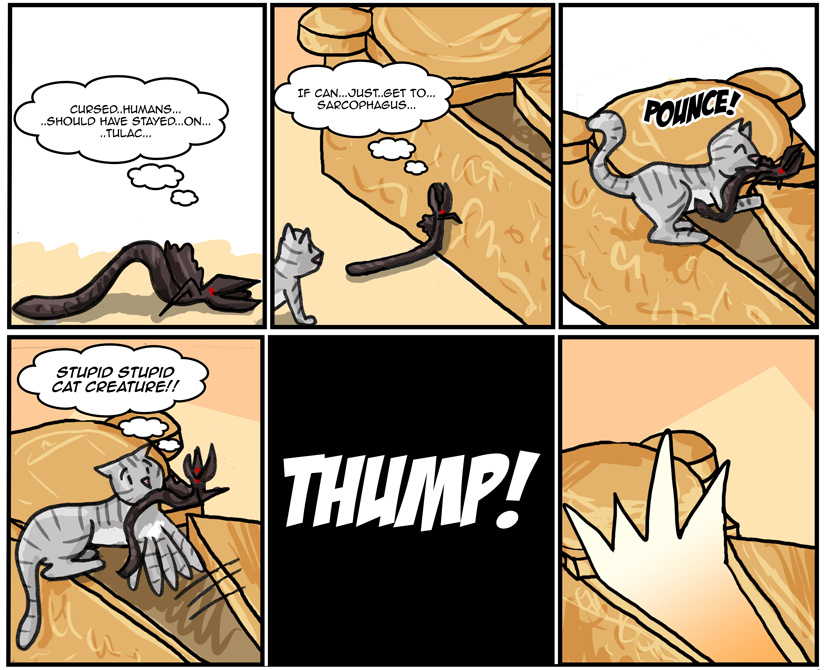 CURSED..HUMANS...
..SHOULD HAVE STAYED...ON...
..TULAC...
IF CAN...JUST..GET TO...
SARCOPHAGUS...
POUNCE!
STUPID STUPID
CAT CREATURE!!
THUMP!